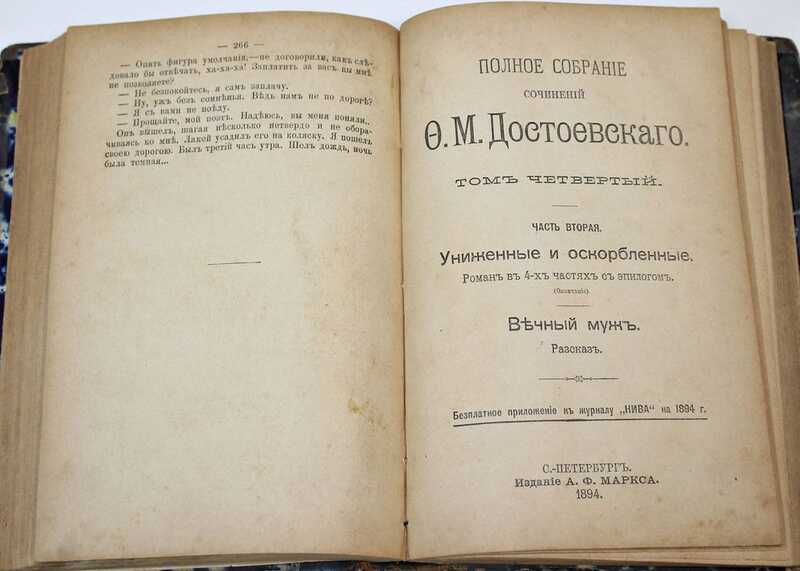 — 266 —
— Опять фигура умолчанія,—не договорили, какъ слѣ-
довало бы отвѣчать, ха-ха-ха! Заплатить за васъ вы мнѣ
не позволяете?
— Не безпокойтесь, я самъ заплачу.
— Ну, ужъ безъ сомнѣнья. Вѣдь намъ не по дорогѣ?
— Я съ вами не поѣду.
— Прощайте, мой поэтъ. Надѣюсь, вы меня поняли..
Онъ вышелъ, шагая нѣсколько нетвердо и не обора-
чиваясь ко мнѣ. Лакей усадилъ его на коляску. Я пошелъ
своею дорогою. Былъ третій часъ утра. Шелъ дождь, ночь
была темная...
ПОЛНОЕ СОБРАНІЕ
СОЧИНЕНІЙ
Ѳ. М. Достоевскаго.
ТОМЪ ЧЕТВЕРТЫЙ.
ЧАСТЬ ВТОРАЯ.
Униженные и оскорбленные.
Романъ въ 4-хъ частяхъ съ эпилогомъ.
(Окончаніе).
Вѣчный мужъ.
Разсказъ.
Безплатное приложеніе къ журналу „НИВА" на 1894 г.
С.-ПЕТЕРБУРГЪ.
Изданіе А. Ф. МАРКСА.
1894.